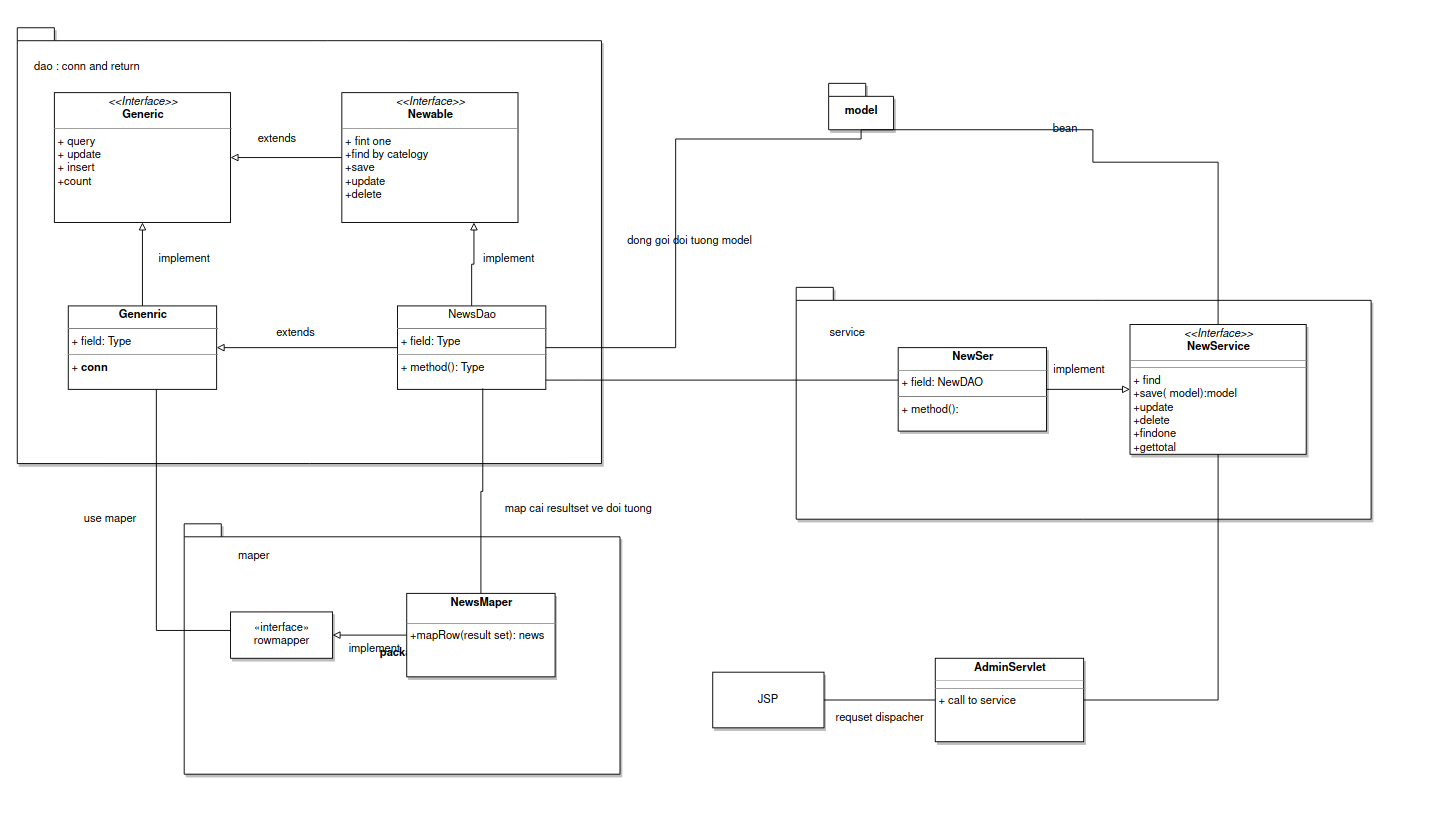 dao : conn and return
<<Interface>>
Generic
+ query
+ update
+ insert
+count
extends
<<Interface>>
Newable
+ fint one
+find by catelogy
+save
+update
+delete
implement
implement
Genenric
+ field: Type
+ conn
extends
NewsDao
+ field: Type
+ method(): Type
model
bean
dong goi doi tuong model
service
NewSer
+ field: NewDAO
+ method():
implement
<<Interface>>
NewService
+ find
+save( model):model
+update
+delete
+findone
+gettotal
use maper
map cai resultset ve doi tuong
maper
«interface»
rowmapper
implement
pack
NewsMaper
+mapRow(result set): news
JSP
requset dispacher
AdminServlet
+ call to service